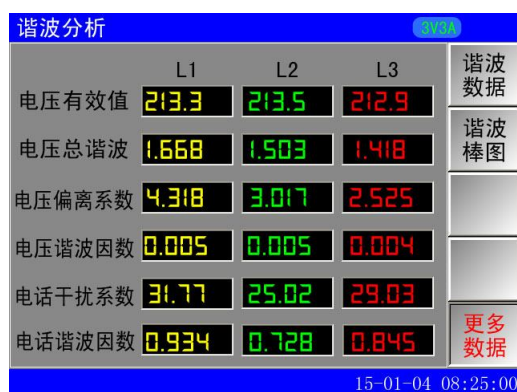 谐波分析 3V3A
L1 L2 L3
电压有效值 213.3 213.5 212.9
电压总谐波 1.668 1.503 1.418
电压偏离系数 4.318 3.017 2.525
电压谐波因数 0.005 0.005 0.004
电话干扰系数 31.77 25.02 29.03
电话谐波因数 0.934 0.728 0.845
谐波
数据
谐波
棒图
更多
数据
15-01-04 08:25:00